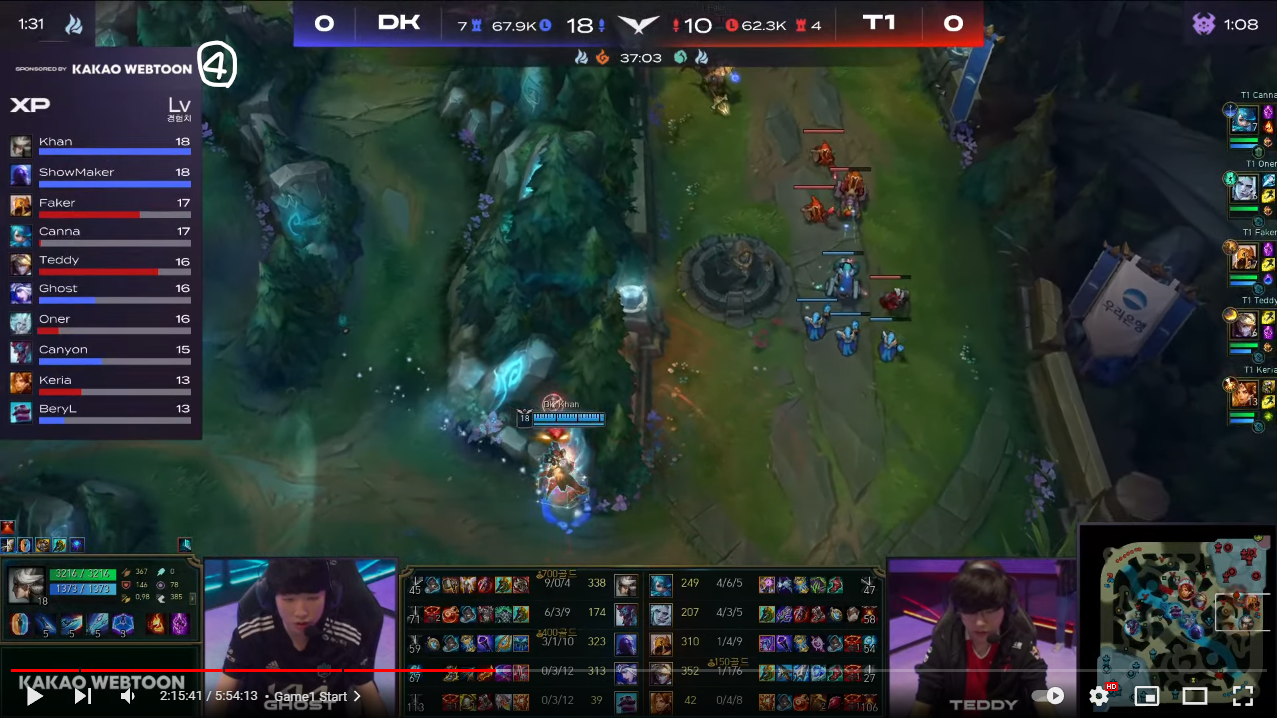 1:31
0 DK 7 67.9K 18 10 62.3K 4 T1 0
1:08
37:03
SPONSORED BY KAKAO WEBTOON ④
XP Lv
경험치
Khan 18
ShowMaker 18
Faker 17
Canna 17
Teddy 16
Ghost 16
Oner 16
Canyon 15
Keria 13
BeryL 13
T1 Canna
7
T1 Oner
T1 Faker
T1 Teddy
T1 Keria
13
우리은행
DK Khan
18
3216 / 3216 367 0
1373 / 1373 146 78
18 0.98 385
5 5 5 3
700골드
45 9/0/4 338 249 4/6/5 47
71 6/3/9 174 207 4/3/5 58
400골드
59 3/1/10 323 310 1/4/9 54
150골드
67 0/3/12 313 352 1/1/6 27
113 0/3/12 39 42 0/4/8 106
KAKAO WEBTOON
GHOST
TEDDY
2:15:41 / 5:54:13 • Game1 Start
HD